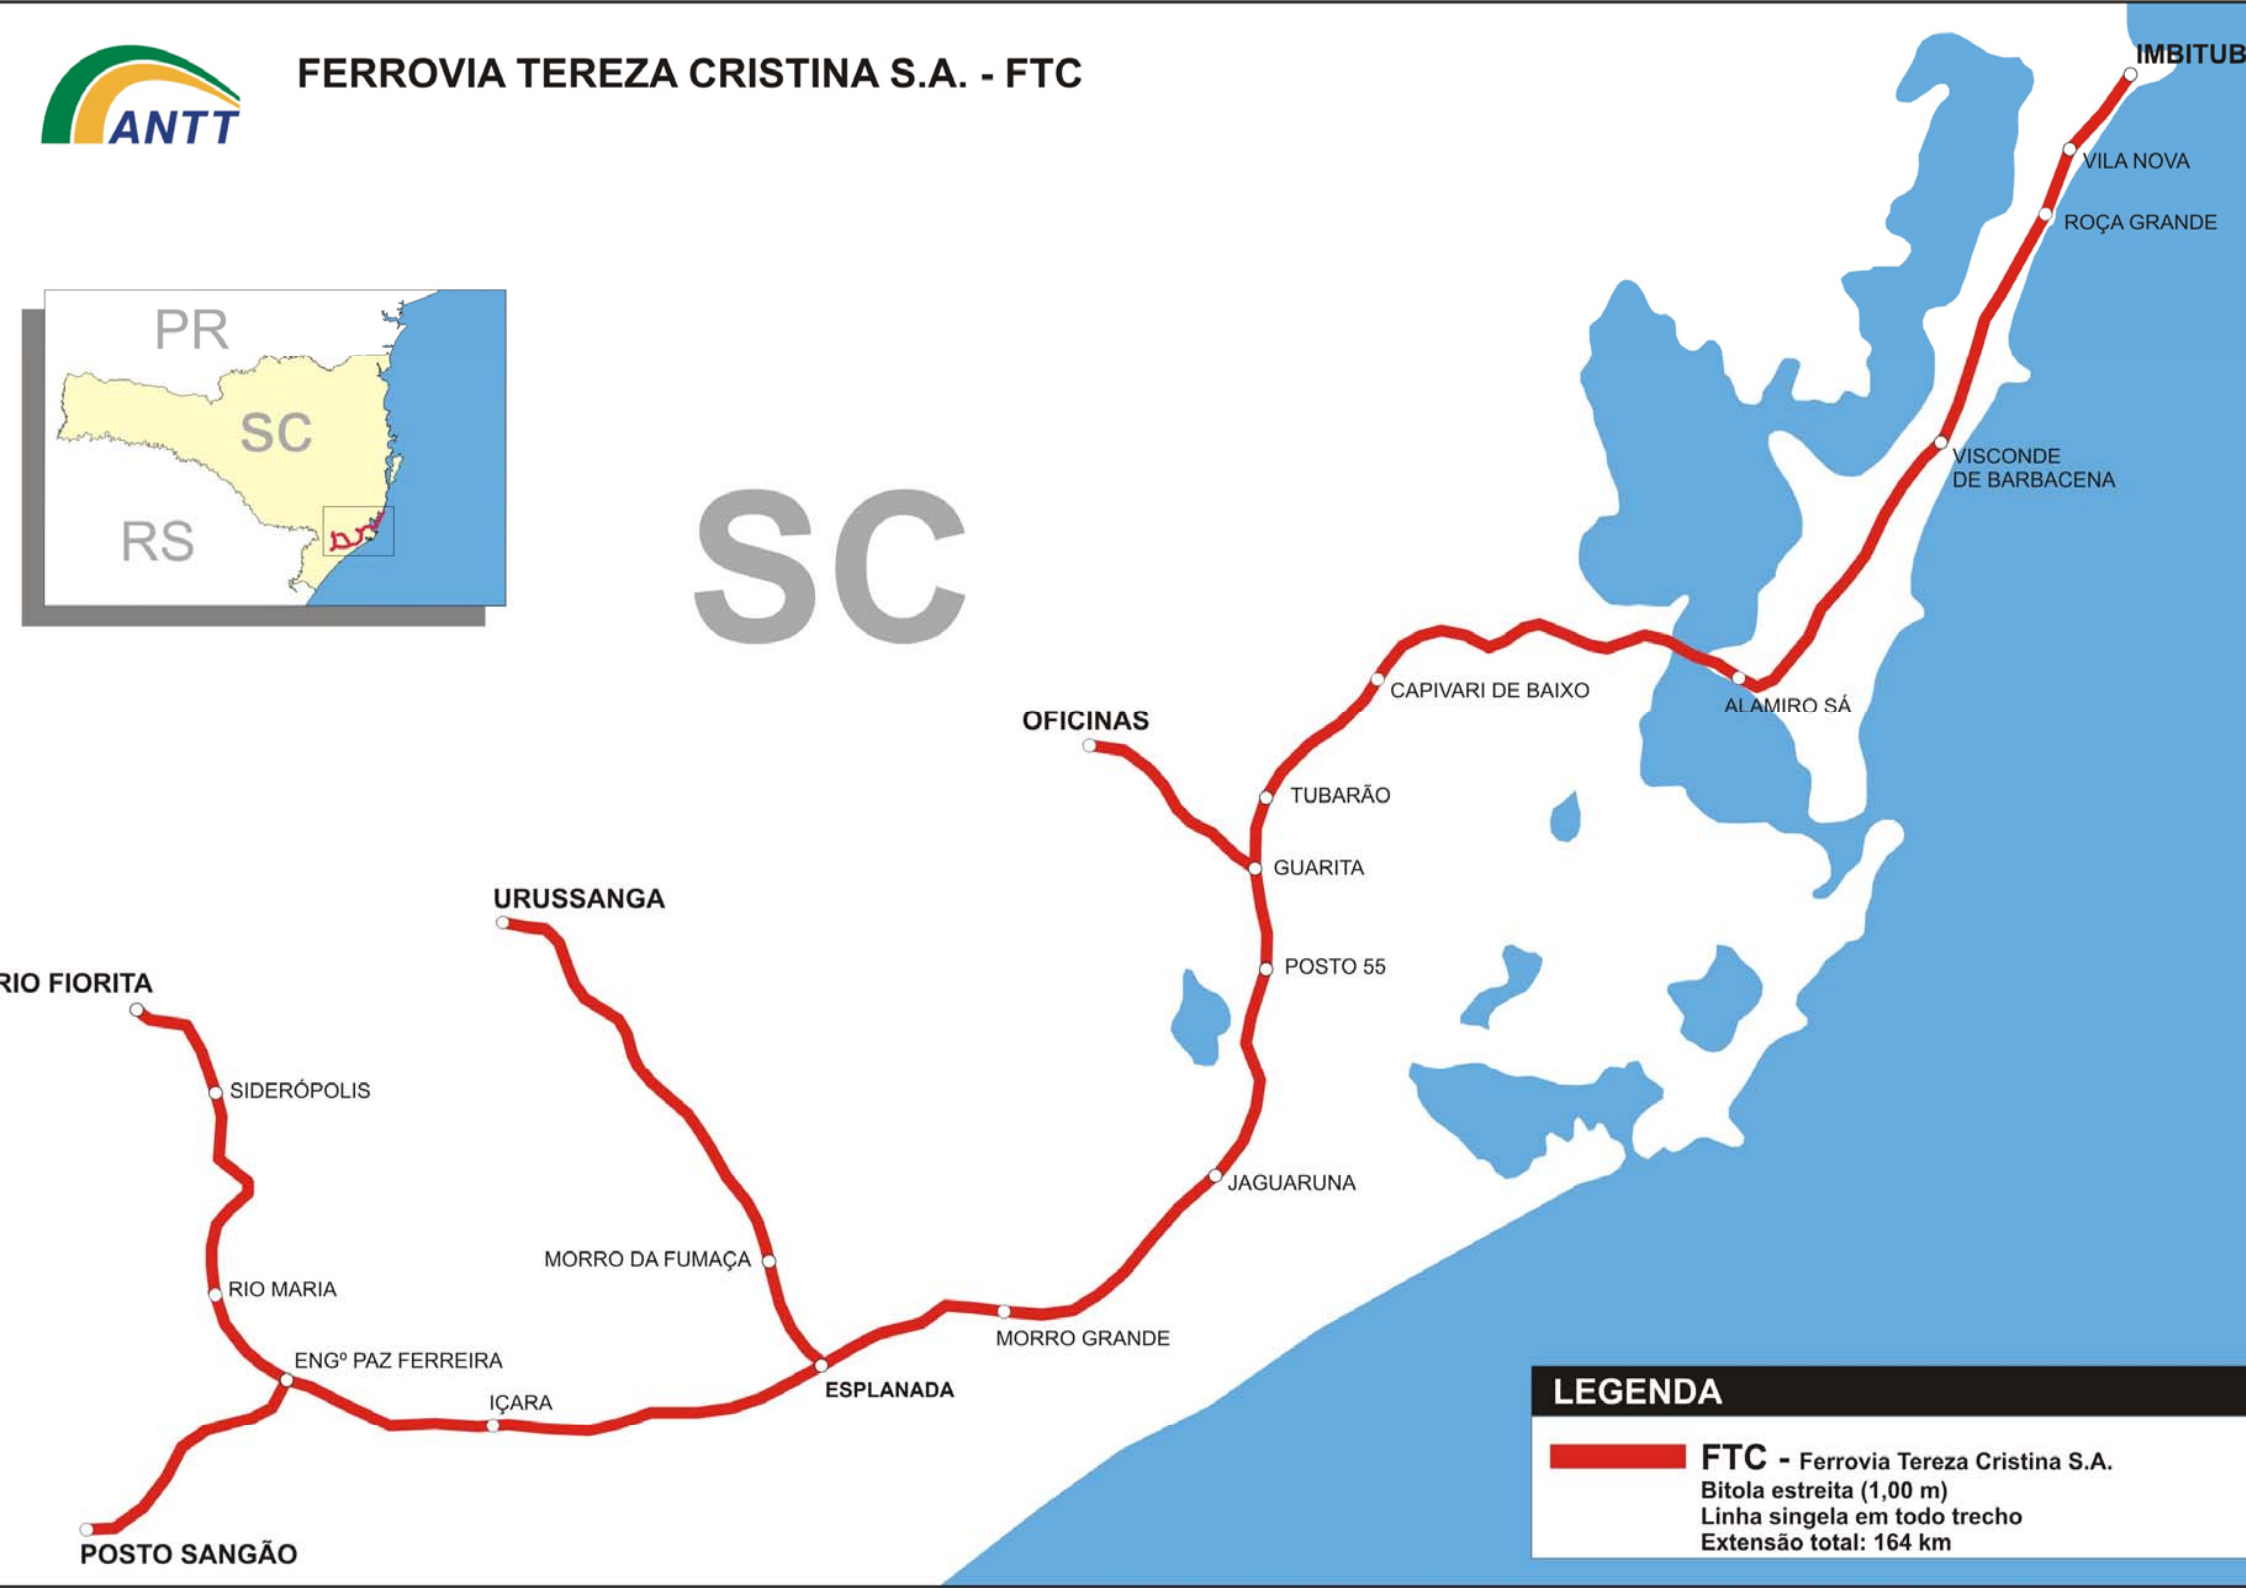 ANTT
FERROVIA TEREZA CRISTINA S.A. - FTC
IMBITUB
VILA NOVA
ROÇA GRANDE
PR
SC
RS
VISCONDE
DE BARBACENA
SC
CAPIVARI DE BAIXO
ALAMIRO SÁ
OFICINAS
TUBARÃO
GUARITA
URUSSANGA
POSTO 55
RIO FIORITA
SIDERÓPOLIS
JAGUARUNA
MORRO DA FUMAÇA
RIO MARIA
MORRO GRANDE
ENGº PAZ FERREIRA
ESPLANADA
IÇARA
POSTO SANGÃO
LEGENDA
FTC - Ferrovia Tereza Cristina S.A.
Bitola estreita (1,00 m)
Linha singela em todo trecho
Extensão total: 164 km